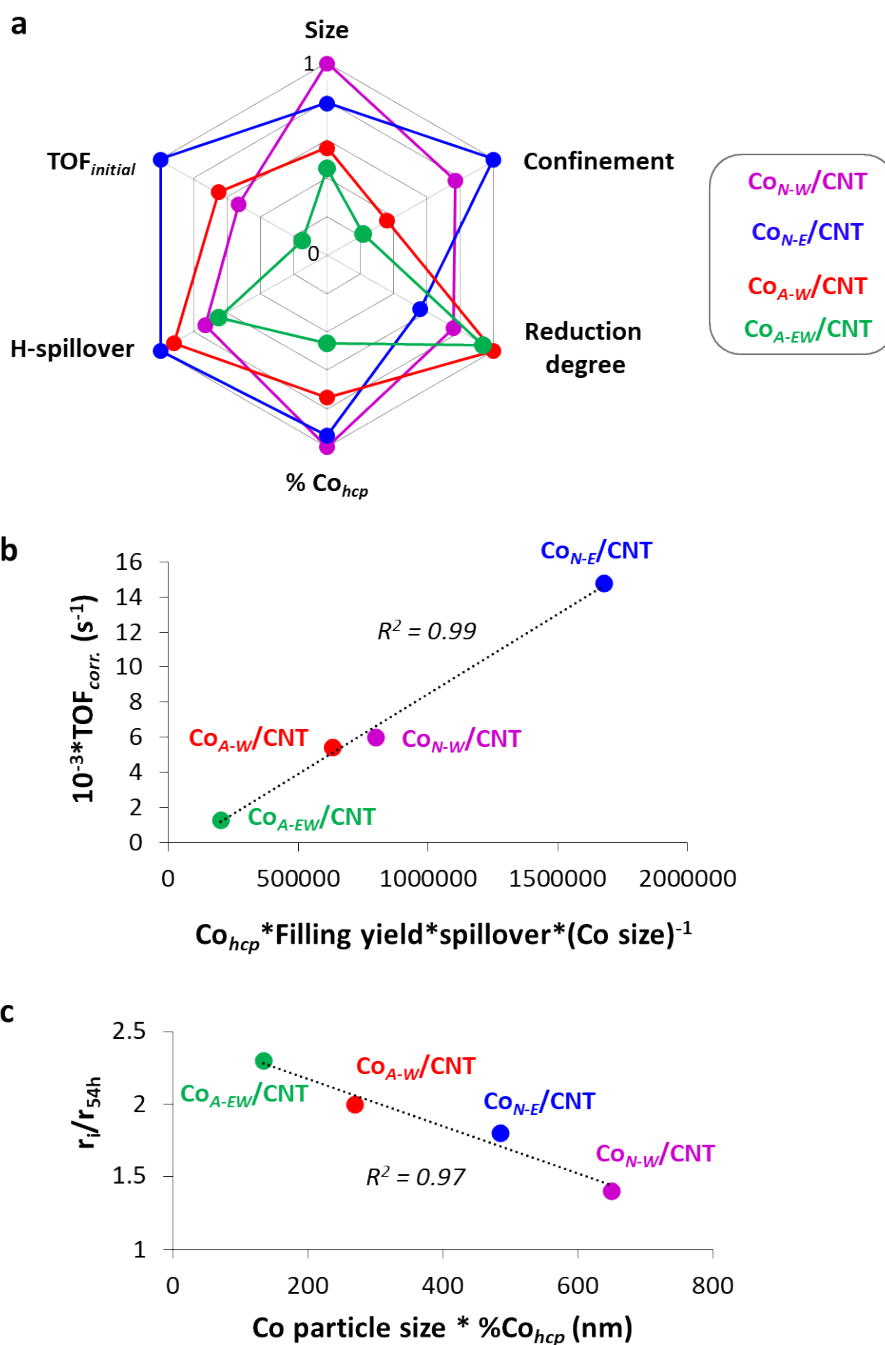 a
Size
1
TOFinitial
Confinement
0
H-spillover
Reduction
degree
% Cohcp
CoN-W/CNT
CoN-E/CNT
CoA-W/CNT
CoA-EW/CNT
b
16
14
12
10
8
6
4
2
0
10⁻³*TOFcorr. (s⁻¹)
CoN-E/CNT
R² = 0.99
CoA-W/CNT
CoN-W/CNT
CoA-EW/CNT
0 500000 1000000 1500000 2000000
Cohcp*Filling yield*spillover*(Co size)⁻¹
c
2.5
2
1.5
1
ri/r54h
CoA-W/CNT
CoA-EW/CNT
CoN-E/CNT
CoN-W/CNT
R² = 0.97
0 200 400 600 800
Co particle size * %Cohcp (nm)